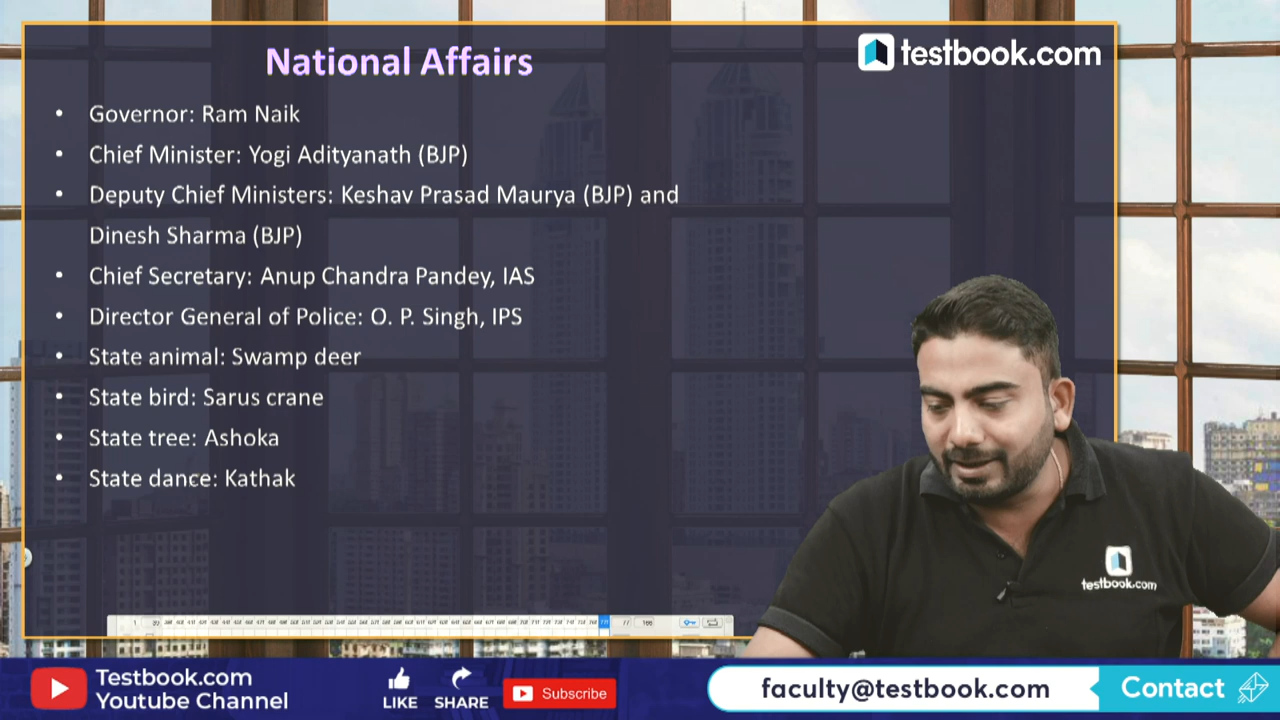 National Affairs
testbook.com
• Governor: Ram Naik
• Chief Minister: Yogi Adityanath (BJP)
• Deputy Chief Ministers: Keshav Prasad Maurya (BJP) and
Dinesh Sharma (BJP)
• Chief Secretary: Anup Chandra Pandey, IAS
• Director General of Police: O. P. Singh, IPS
• State animal: Swamp deer
• State bird: Sarus crane
• State tree: Ashoka
• State dance: Kathak
testbook.com
Testbook.com
Youtube Channel
LIKE
SHARE
Subscribe
faculty@testbook.com
Contact